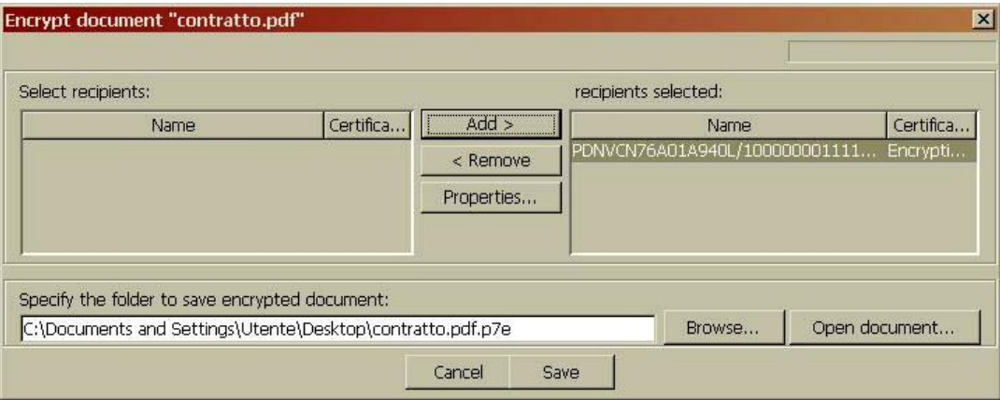 Encrypt document "contratto.pdf"
Select recipients:
recipients selected:
Name Certifica...
Add >
< Remove
Properties...
Name Certifica...
PDNVCN76A01A940L/100000001111... Encrypti...
Specify the folder to save encrypted document:
C:\Documents and Settings\Utente\Desktop\contratto.pdf.p7e
Browse...
Open document...
Cancel
Save